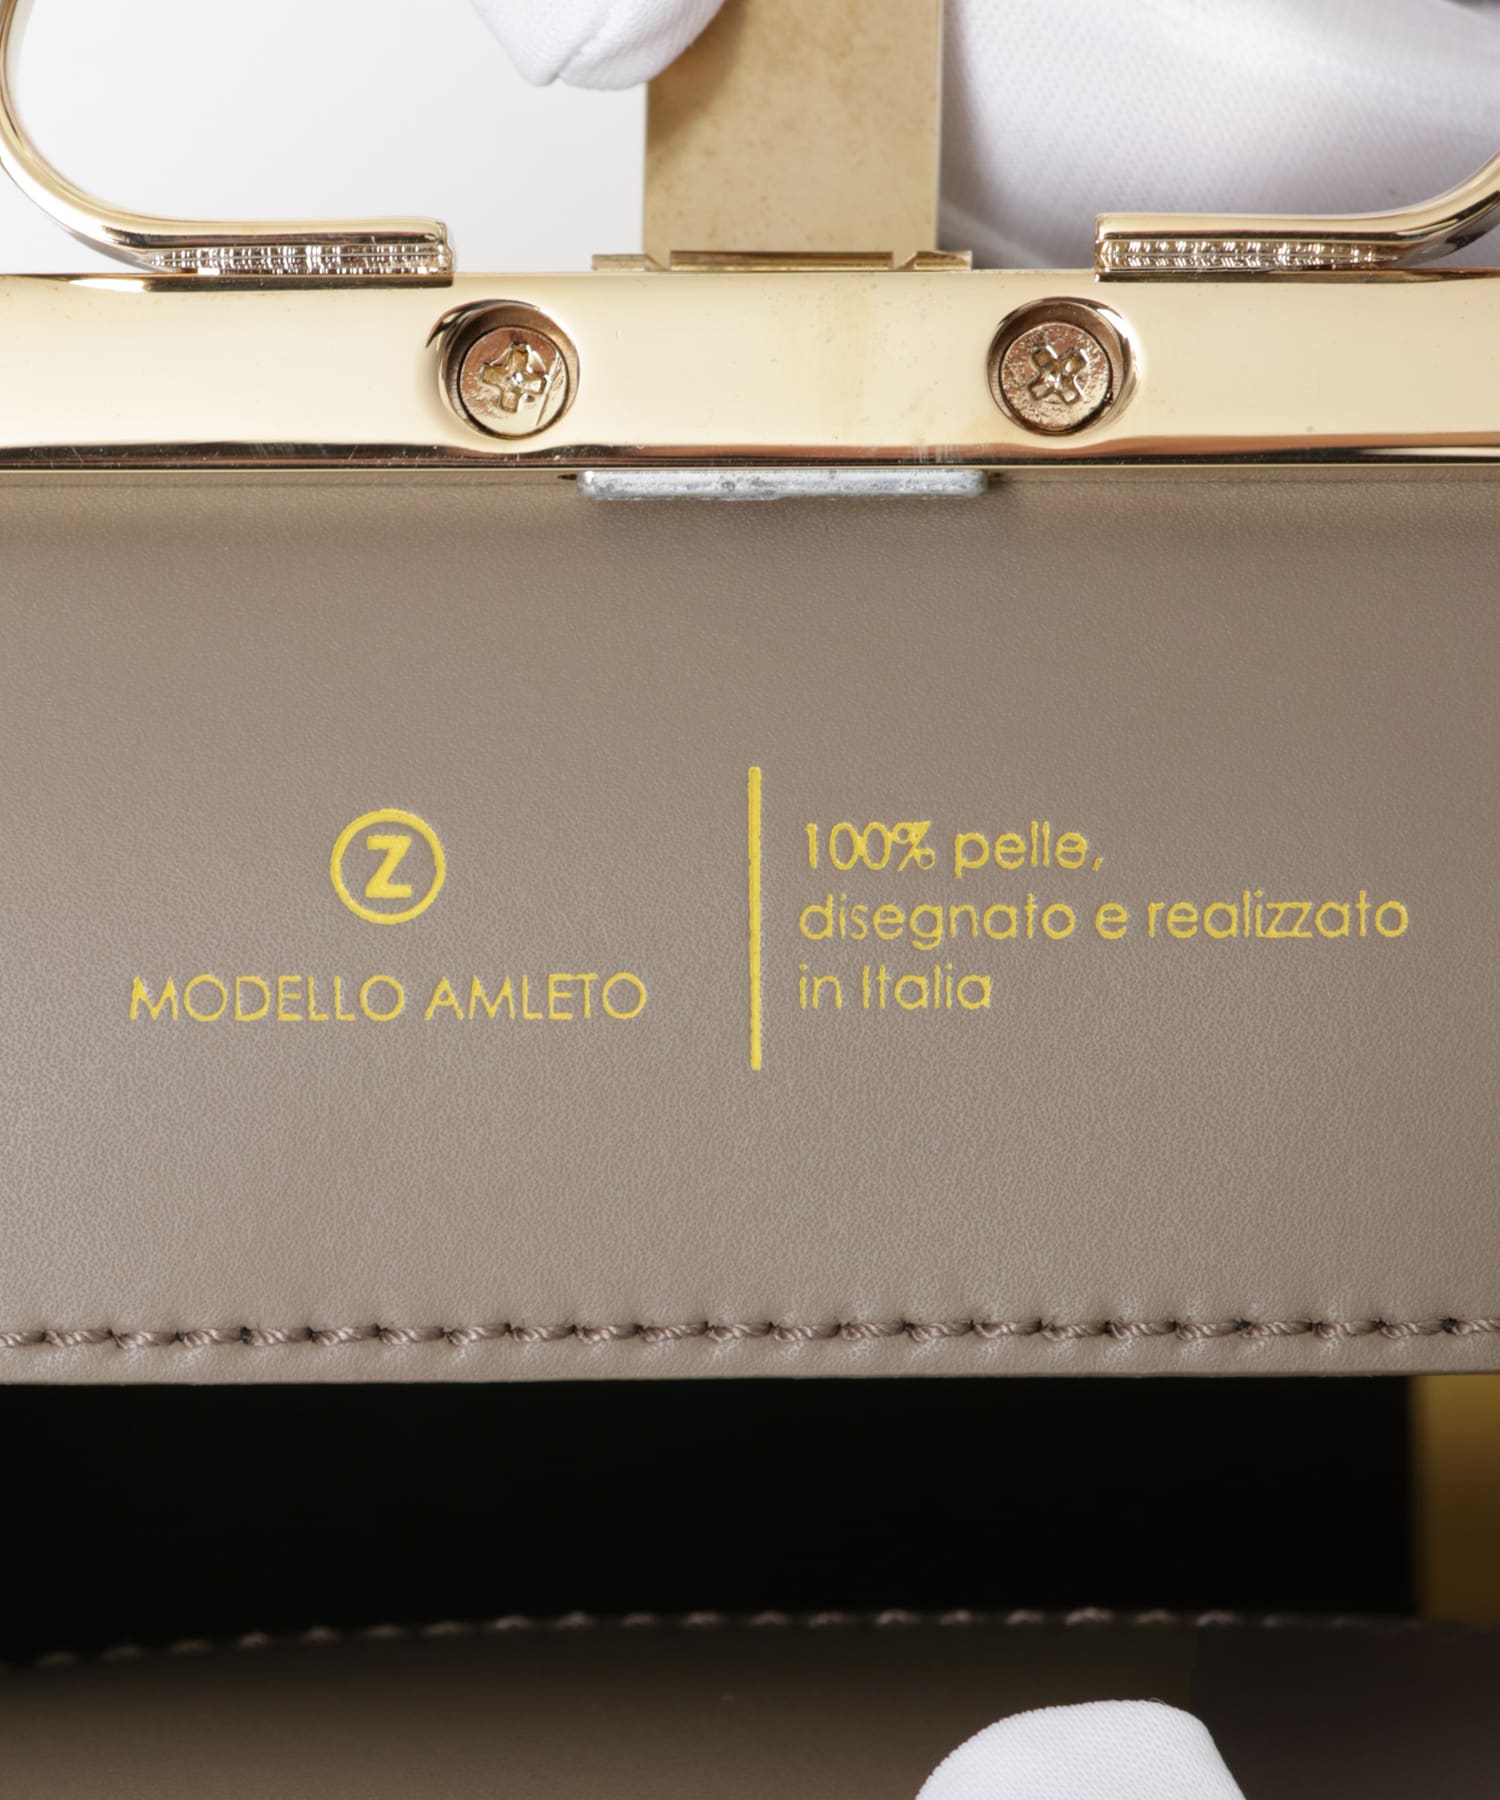 Z
MODELLO AMLETO
100% pelle,
disegnato e realizzato
in Italia